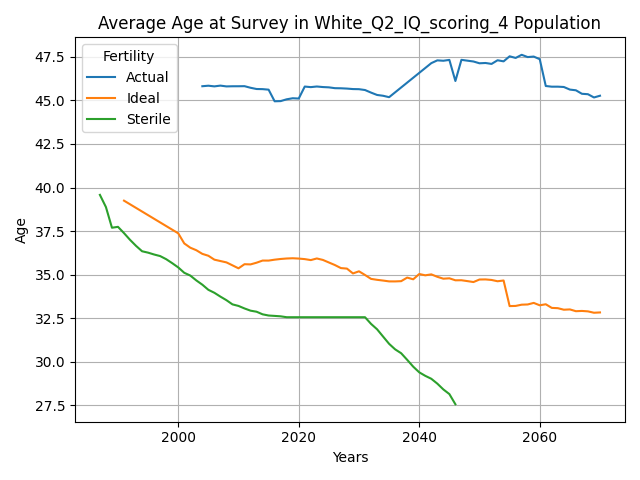 Average Age at Survey in White_Q2_IQ_scoring_4 Population
Fertility
Actual
Ideal
Sterile
47.5
45.0
42.5
40.0
37.5
35.0
32.5
30.0
27.5
Age
2000
2020
2040
2060
Years